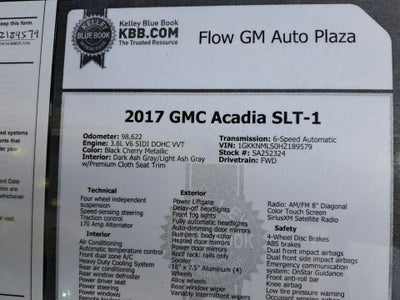 ep this form.
ION NUMBER (VIN)
2189579
KELLEY
BLUE BOOK
Kelley Blue Book
KBB.COM
The Trusted Resource
Flow GM Auto Plaza
2017 GMC Acadia SLT-1
Odometer: 98,622
Engine: 3.6L V6 SIDI DOHC VVT
Color: Black Cherry Metallic
Interior: Dark Ash Gray/Light Ash Gray
w/Premium Cloth Seat Trim
Transmission: 6-Speed Automatic
VIN: 1GKKNMLS0HZ189579
Stock #: SA252324
Drivetrain: FWD
Technical
Four wheel independent
suspension
Speed-sensing steering
Traction control
170 Amp Alternator
Interior
Air Conditioning
Automatic temperature control
Front dual zone A/C
Heavy Duty Cooling System
Rear air conditioning
Rear window defroster
Power driver seat
Power steering
Power windows
Exterior
Power Liftgate
Delay-off headlights
Front fog lights
Fully automatic headlights
Auto-dimming door mirrors
Bumpers: body-color
Heated door mirrors
Power door mirrors
Roof rack: rails only
Spoiler
18" x 7.5" Aluminum (4)
Wheels
Alloy wheels
Rear window wiper
Variably intermittent wipers
Radio: AM/FM 8" Diagonal
Color Touch Screen
SiriusXM Satellite Radio
Safety
4-Wheel Disc Brakes
ABS brakes
Dual front impact airbags
Dual front side impact airbags
Emergency communication
system: OnStar Guidance
Front anti-roll bar
Knee airbag